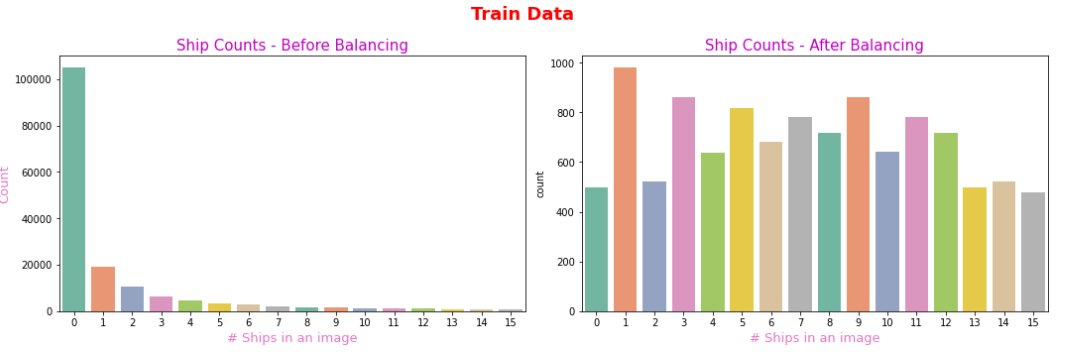 Train Data
Ship Counts - Before Balancing
Count
100000
80000
60000
40000
20000
0
0 1 2 3 4 5 6 7 8 9 10 11 12 13 14 15
# Ships in an image
Ship Counts - After Balancing
count
1000
800
600
400
200
0
0 1 2 3 4 5 6 7 8 9 10 11 12 13 14 15
# Ships in an image